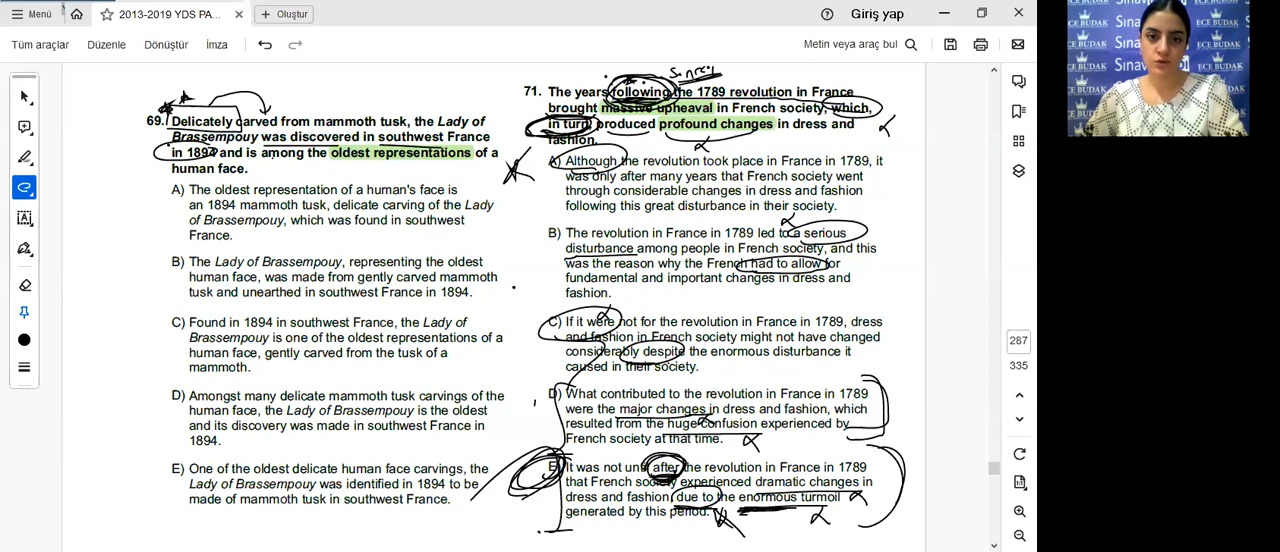 Menü
2013-2019 YDS PA...
Oluştur
Giriş yap
Tüm araçlar
Düzenle
Dönüştür
İmza
Metin veya araç bul
69. Delicately carved from mammoth tusk, the Lady of
Brassempouy was discovered in southwest France
in 1894 and is among the oldest representations of a
human face.
A) The oldest representation of a human's face is
an 1894 mammoth tusk, delicate carving of the Lady
of Brassempouy, which was found in southwest
France.
B) The Lady of Brassempouy, representing the oldest
human face, was made from gently carved mammoth
tusk and unearthed in southwest France in 1894.
C) Found in 1894 in southwest France, the Lady of
Brassempouy is one of the oldest representations of a
human face, gently carved from the tusk of a
mammoth.
D) Amongst many delicate mammoth tusk carvings of the
human face, the Lady of Brassempouy is the oldest
and its discovery was made in southwest France in
1894.
E) One of the oldest delicate human face carvings, the
Lady of Brassempouy was identified in 1894 to be
made of mammoth tusk in southwest France.
71. The years following the 1789 revolution in France
brought massive upheaval in French society, which,
in turn, produced profound changes in dress and
fashion.
A) Although the revolution took place in France in 1789, it
was only after many years that French society went
through considerable changes in dress and fashion
following this great disturbance in their society.
B) The revolution in France in 1789 led to a serious
disturbance among people in French society, and this
was the reason why the French had to allow for
fundamental and important changes in dress and
fashion.
C) If it were not for the revolution in France in 1789, dress
and fashion in French society might not have changed
considerably despite the enormous disturbance it
caused in their society.
D) What contributed to the revolution in France in 1789
were the major changes in dress and fashion, which
resulted from the huge confusion experienced by
French society at that time.
E) It was not until after the revolution in France in 1789
that French society experienced dramatic changes in
dress and fashion due to the enormous turmoil
generated by this period.
287
335
ECE BUDAK